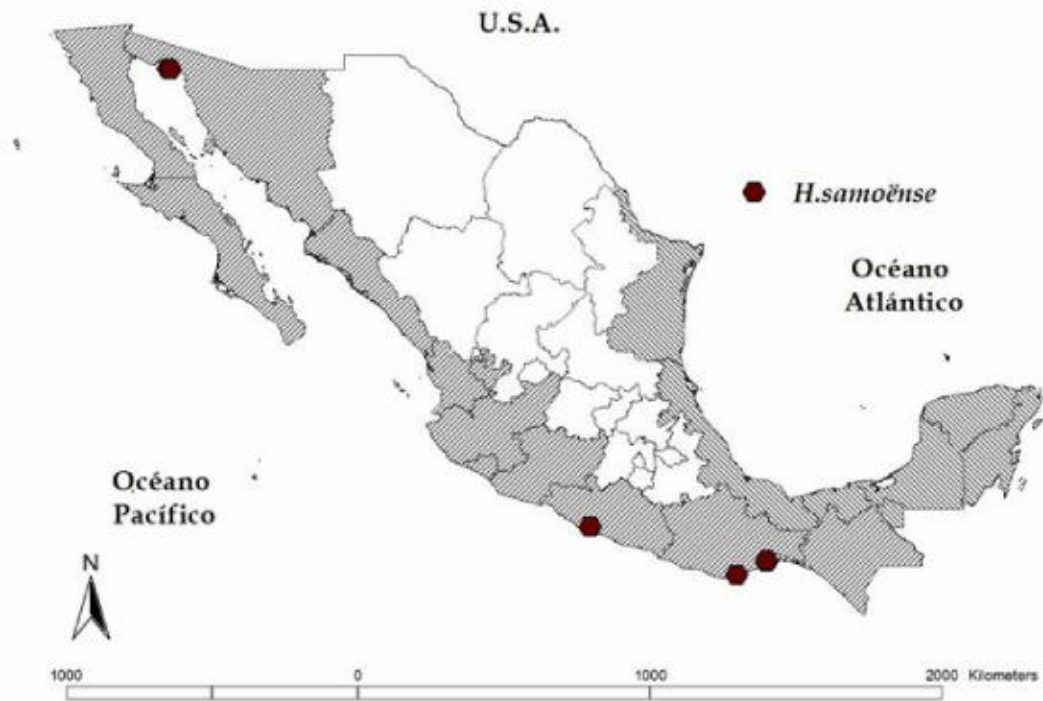 U.S.A.
H.samoënse
Océano
Atlántico
Océano
Pacífico
N
1000 0 1000 2000 Kilometers